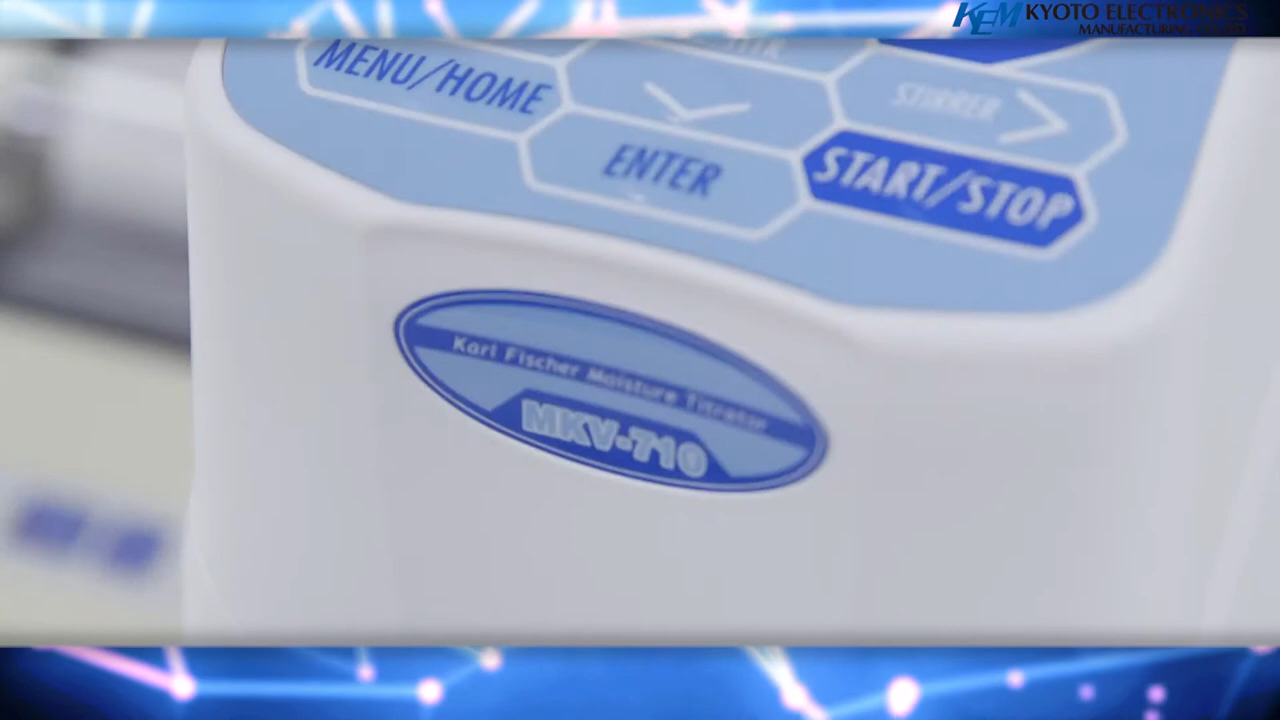 KEM KYOTO ELECTRONICS
MANUFACTURING CO., LTD.
MENU/HOME
STIRRER
ENTER
START/STOP
Karl Fischer Moisture Titrator
MKV-710